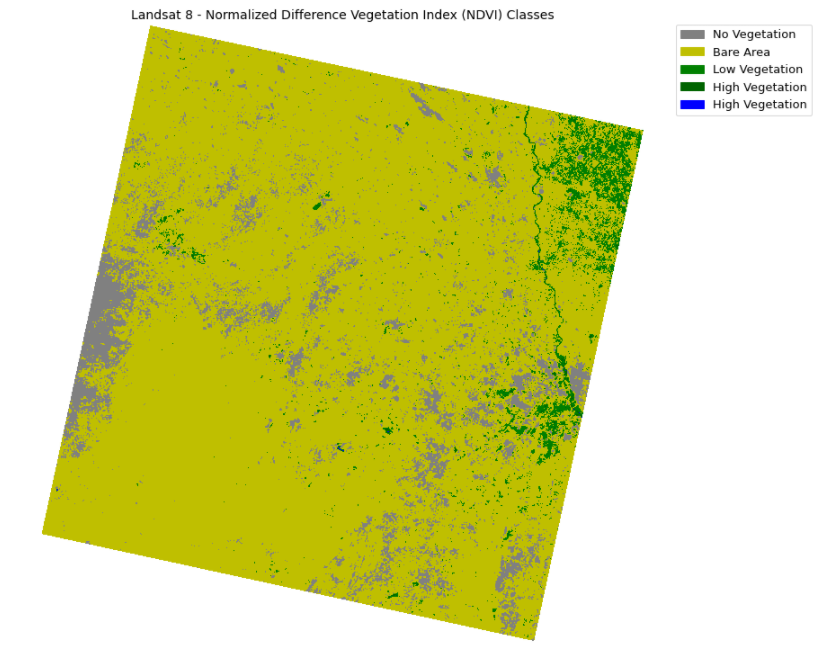 Landsat 8 - Normalized Difference Vegetation Index (NDVI) Classes
No Vegetation
Bare Area
Low Vegetation
High Vegetation
High Vegetation